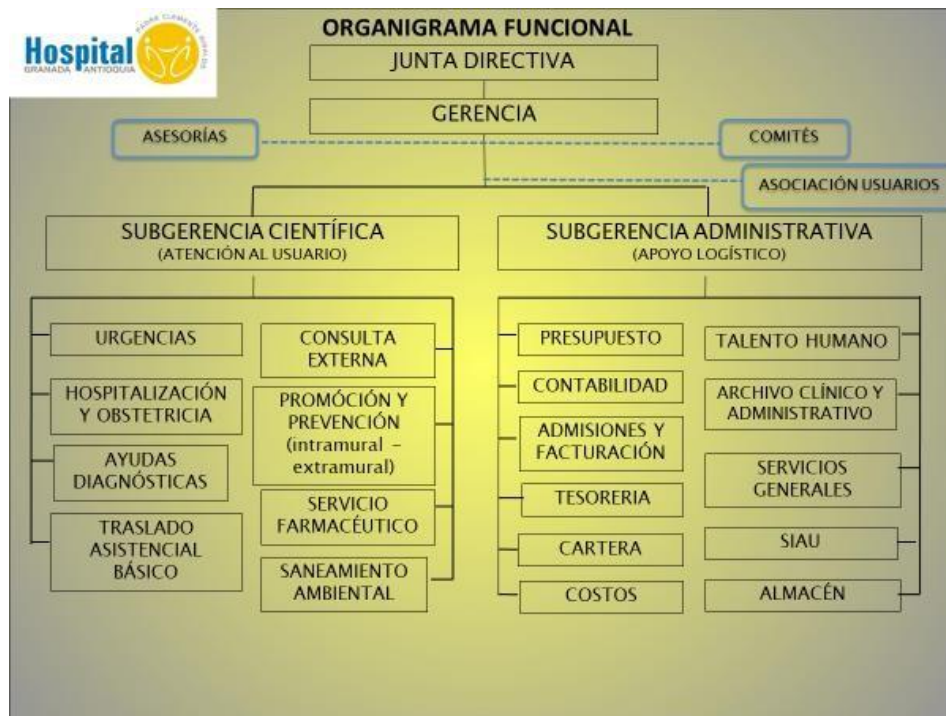 Hospital
GRANADA ANTIOQUIA
ORGANIGRAMA FUNCIONAL
JUNTA DIRECTIVA
GERENCIA
ASESORÍAS
COMITÉS
ASOCIACIÓN USUARIOS
SUBGERENCIA CIENTÍFICA
(ATENCIÓN AL USUARIO)
SUBGERENCIA ADMINISTRATIVA
(APOYO LOGÍSTICO)
URGENCIAS
HOSPITALIZACIÓN
Y OBSTETRICIA
AYUDAS
DIAGNÓSTICAS
TRASLADO
ASISTENCIAL
BÁSICO
CONSULTA
EXTERNA
PROMÓCIÓN Y
PREVENCIÓN
(intramural –
extramural)
SERVICIO
FARMACÉUTICO
SANEAMIENTO
AMBIENTAL
PRESUPUESTO
CONTABILIDAD
ADMISIONES Y
FACTURACIÓN
TESORERIA
CARTERA
COSTOS
TALENTO HUMANO
ARCHIVO CLÍNICO Y
ADMINISTRATIVO
SERVICIOS
GENERALES
SIAU
ALMACÉN